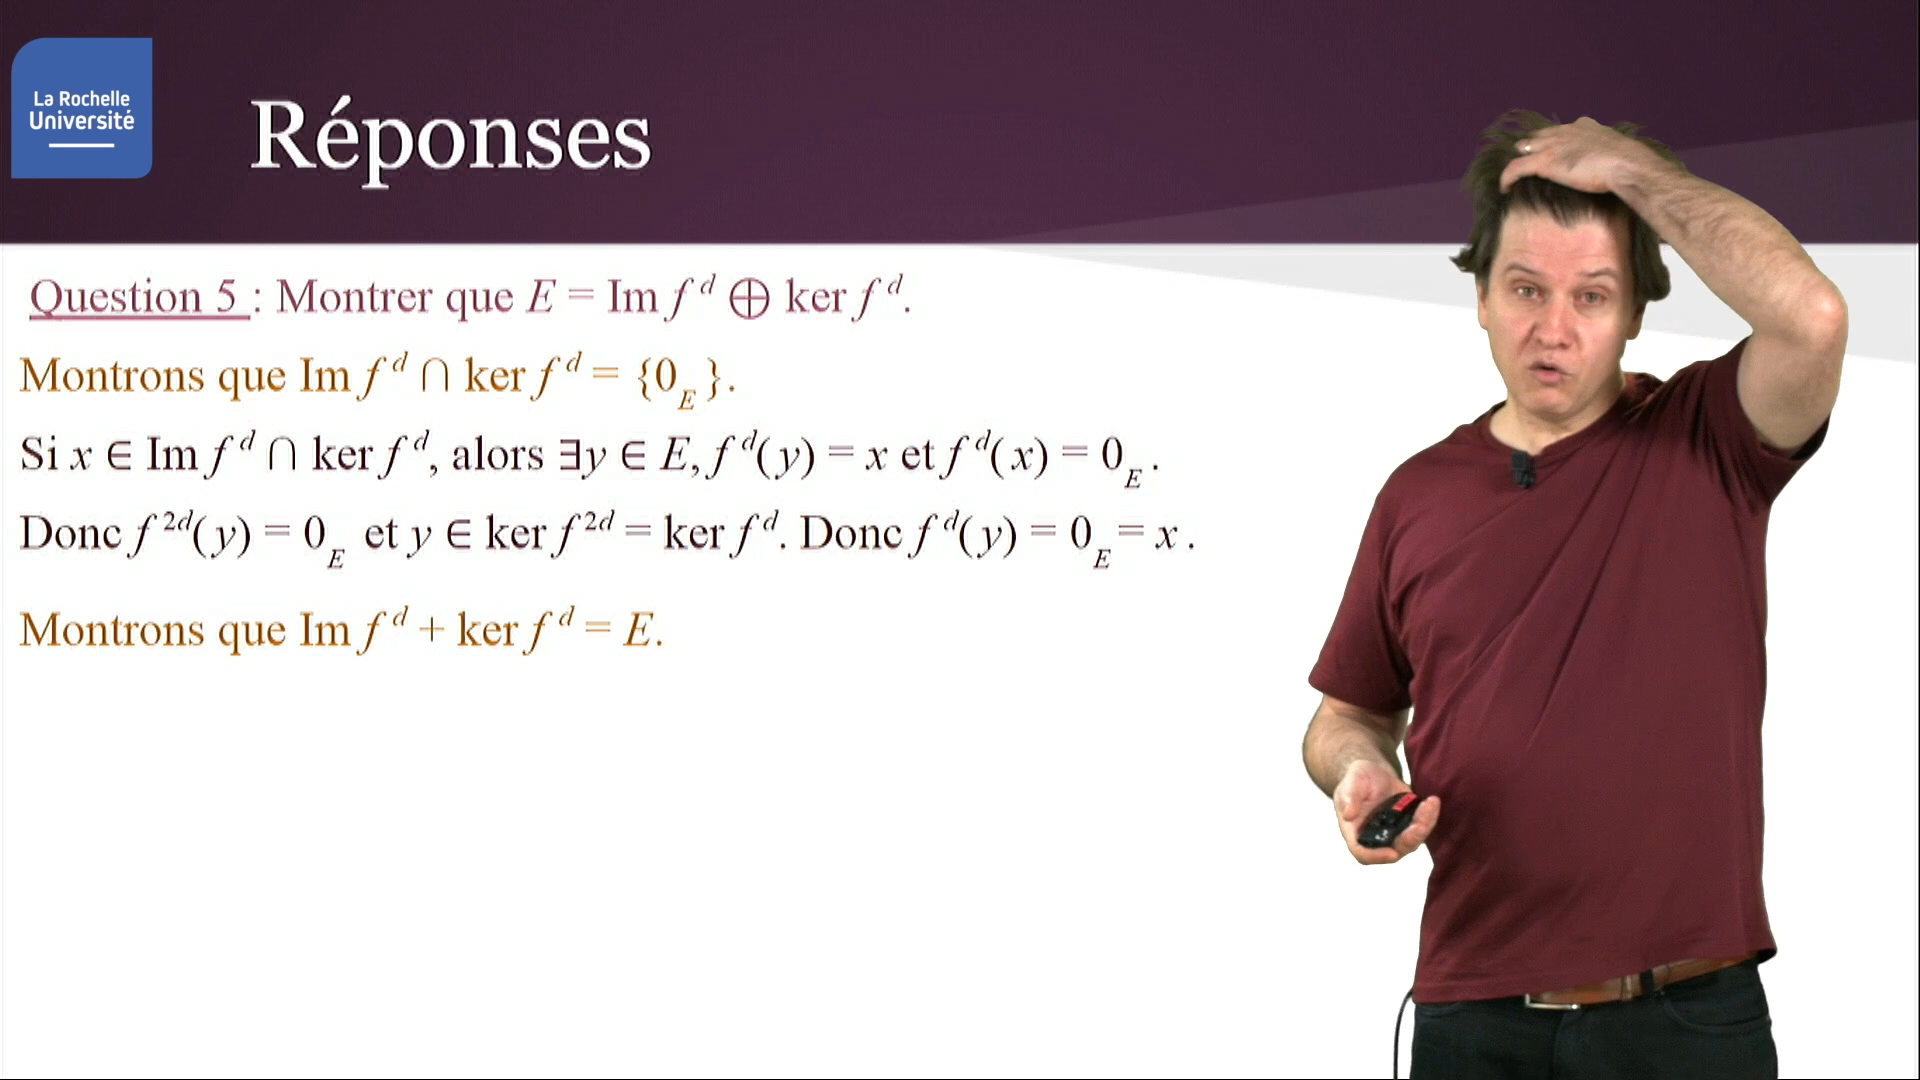 La Rochelle
Université
Réponses
Question 5 : Montrer que E = Im f^d ⊕ ker f^d.
Montrons que Im f^d ∩ ker f^d = {0_E}.
Si x ∈ Im f^d ∩ ker f^d, alors ∃y ∈ E, f^d(y) = x et f^d(x) = 0_E.
Donc f^2d(y) = 0_E et y ∈ ker f^2d = ker f^d. Donc f^d(y) = 0_E = x.
Montrons que Im f^d + ker f^d = E.